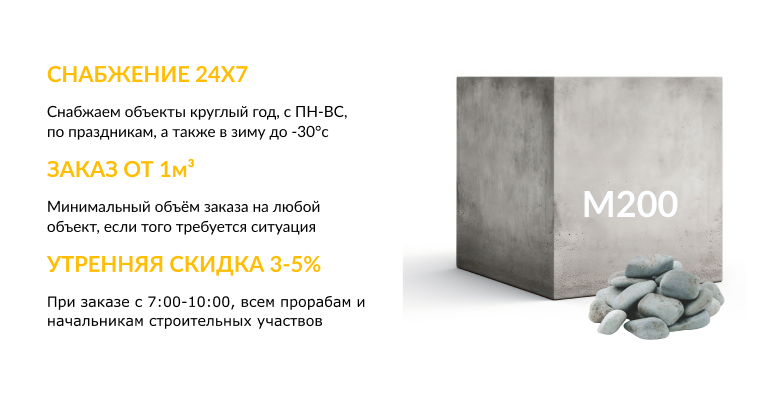 СНАБЖЕНИЕ 24Х7
Снабжаем объекты круглый год, с ПН-ВС,
по праздникам, а также в зиму до -30°с
ЗАКАЗ ОТ 1м³
Минимальный объём заказа на любой
объект, если того требуется ситуация
УТРЕННЯЯ СКИДКА 3-5%
При заказе с 7:00-10:00, всем прорабам и
начальникам строительных участвов
М200